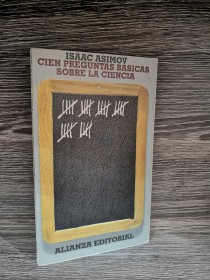 ISAAC ASIMOV
CIEN PREGUNTAS BASICAS
SOBRE LA CIENCIA
ALIANZA EDITORIAL